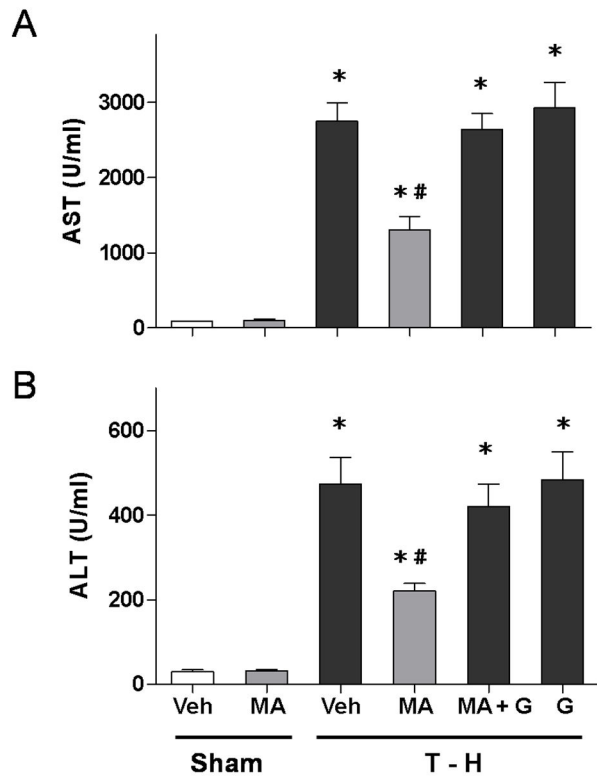 A
AST (U/ml)
3000
2000
1000
0
*
* #
*
*
B
ALT (U/ml)
600
400
200
0
*
* #
*
*
Veh MA Veh MA MA + G G
Sham T - H